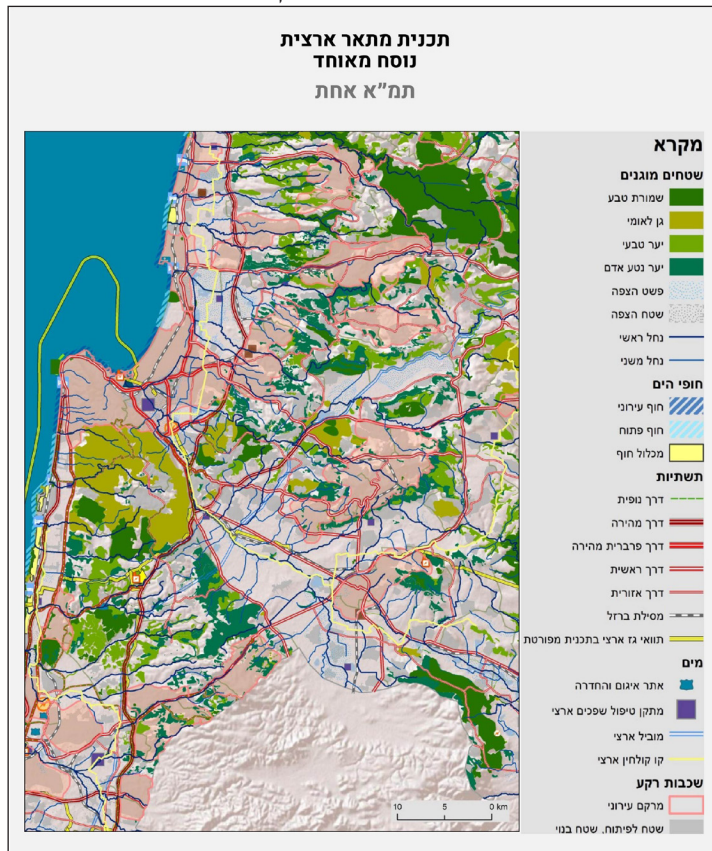 תכנית מתאר ארצית
נוסח מאוחד
תמ״א אחת
מקרא
שטחים מוגנים
שמורת טבע
גן לאומי
יער טבעי
יער נטע אדם
פשט הצפה
שטח הצפה
נחל ראשי
נחל משני
חופי הים
חוף עירוני
חוף פתוח
מכלול חוף
תשתיות
דרך נופית
דרך מהירה
דרך פרברית מהירה
דרך ראשית
דרך אזורית
מסילת ברזל
תוואי גז ארצי בתכנית מפורטת
מים
אתר איגום והחדרה
מתקן טיפול שפכים ארצי
מוביל ארצי
קו קולחין ארצי
שכבות רקע
מרקם עירוני
שטח לפיתוח, שטח בנוי
10 5 0 km